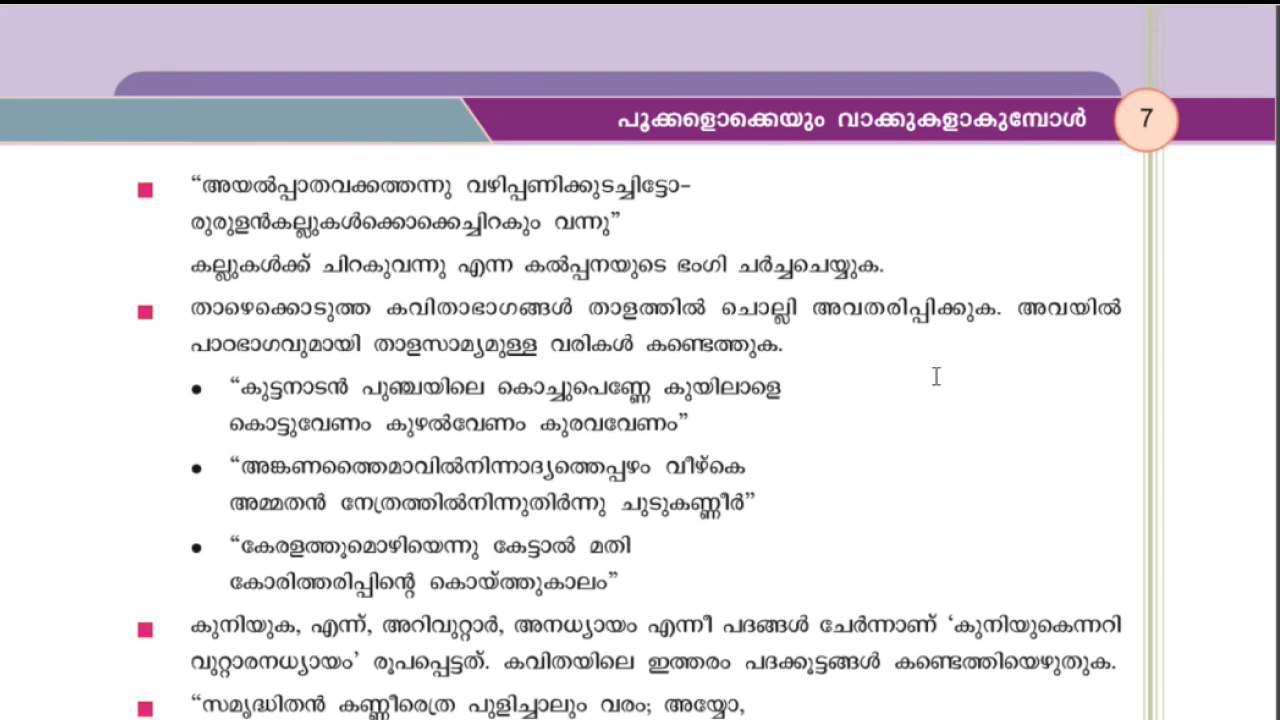 പൂക്കളൊക്കെയും വാക്കുകളാകുമ്പോൾ 7
“അയൽപ്പാതവക്കത്തന്നു വഴിപ്പണിക്കുടച്ചിട്ടോ–
രുരുളൻകല്ലുകൾക്കൊക്കെച്ചിറകും വന്നു”
കല്ലുകൾക്ക് ചിറകുവന്നു എന്ന കൽപ്പനയുടെ ഭംഗി ചർച്ചചെയ്യുക.
താഴെക്കൊടുത്ത കവിതാഭാഗങ്ങൾ താളത്തിൽ ചൊല്ലി അവതരിപ്പിക്കുക. അവയിൽ
പാഠഭാഗവുമായി താളസാമ്യമുള്ള വരികൾ കണ്ടെത്തുക.
• “കുട്ടനാടൻ പുഞ്ചയിലെ കൊച്ചുപെണ്ണേ കുയിലാളെ
കൊട്ടുവേണം കുഴൽവേണം കുരവവേണം”
• “അങ്കണത്തൈമാവിൽനിന്നാദ്യത്തെപ്പഴം വീഴ്കെ
അമ്മതൻ നേത്രത്തിൽനിന്നുതിർന്നു ചുടുകണ്ണീർ”
• “കേരളത്തൂമൊഴിയെന്നു കേട്ടാൽ മതി
കോരിത്തരിപ്പിന്റെ കൊയ്ത്തുകാലം”
കുനിയുക, എന്ന്, അറിവുറ്റാർ, അനധ്യായം എന്നീ പദങ്ങൾ ചേർന്നാണ് ‘കുനിയുകെന്നറി
വുറ്റാരനധ്യായം’ രൂപപ്പെട്ടത്. കവിതയിലെ ഇത്തരം പദക്കൂട്ടങ്ങൾ കണ്ടെത്തിയെഴുതുക.
“സമൃദ്ധിതൻ കണ്ണീരെത്ര പുളിച്ചാലും വരം; അയ്യോ,